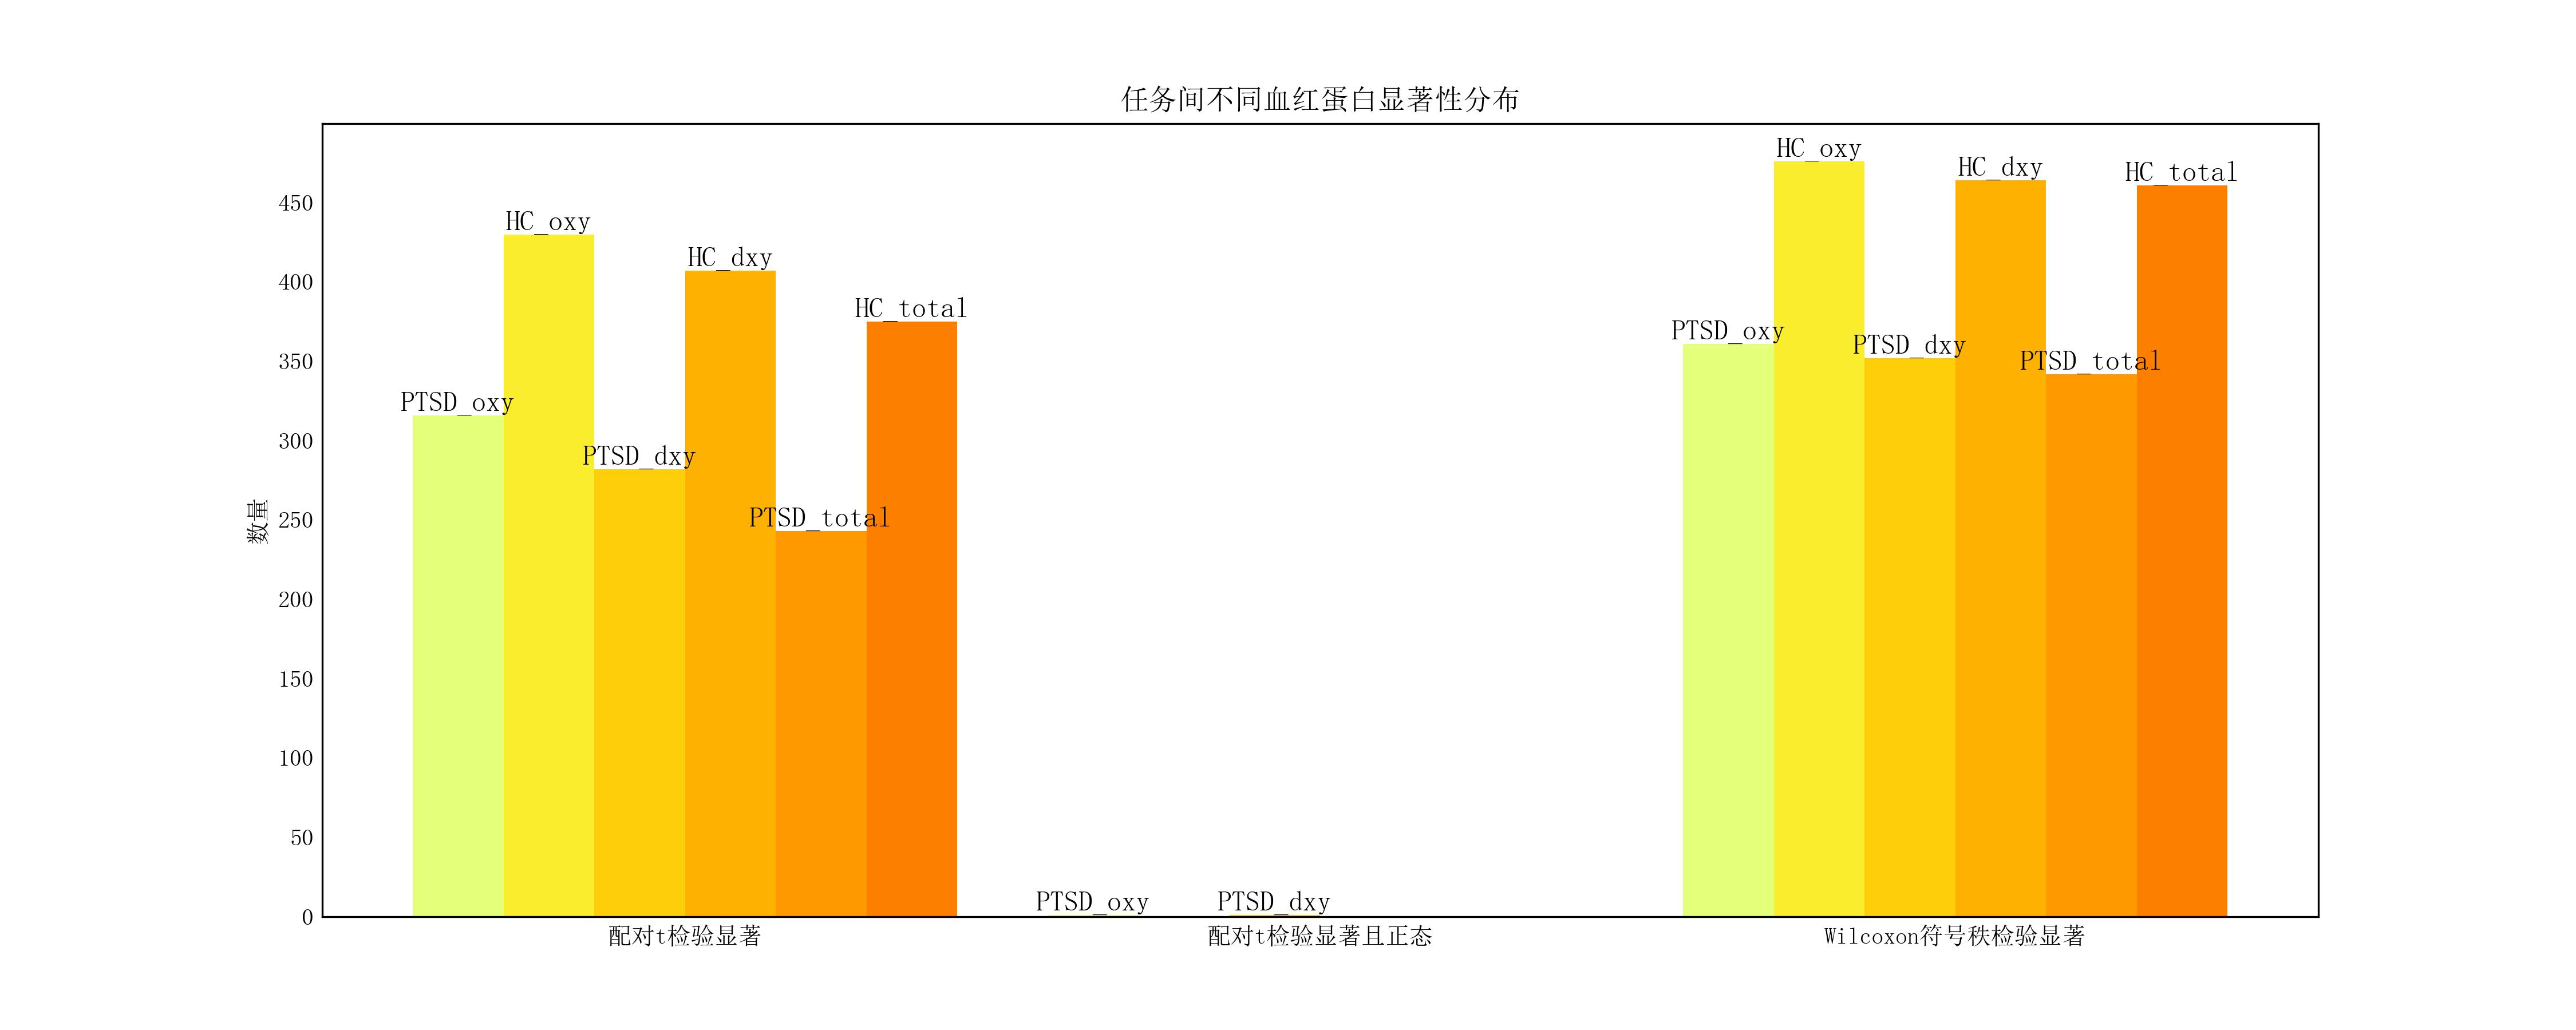 任务间不同血红蛋白显著性分布
数量
450
400
350
300
250
200
150
100
50
0
PTSD_oxy
HC_oxy
PTSD_dxy
HC_dxy
PTSD_total
HC_total
PTSD_oxy
PTSD_dxy
PTSD_oxy
HC_oxy
PTSD_dxy
HC_dxy
PTSD_total
HC_total
配对t检验显著
配对t检验显著且正态
Wilcoxon符号秩检验显著